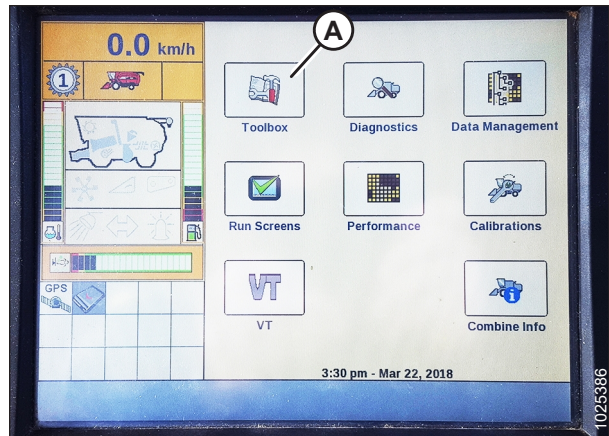 A
0.0 km/h
1
Toolbox
Diagnostics
Data Management
Run Screens
Performance
Calibrations
GPS
VT
VT
Combine Info
3:30 pm - Mar 22, 2018
1025386